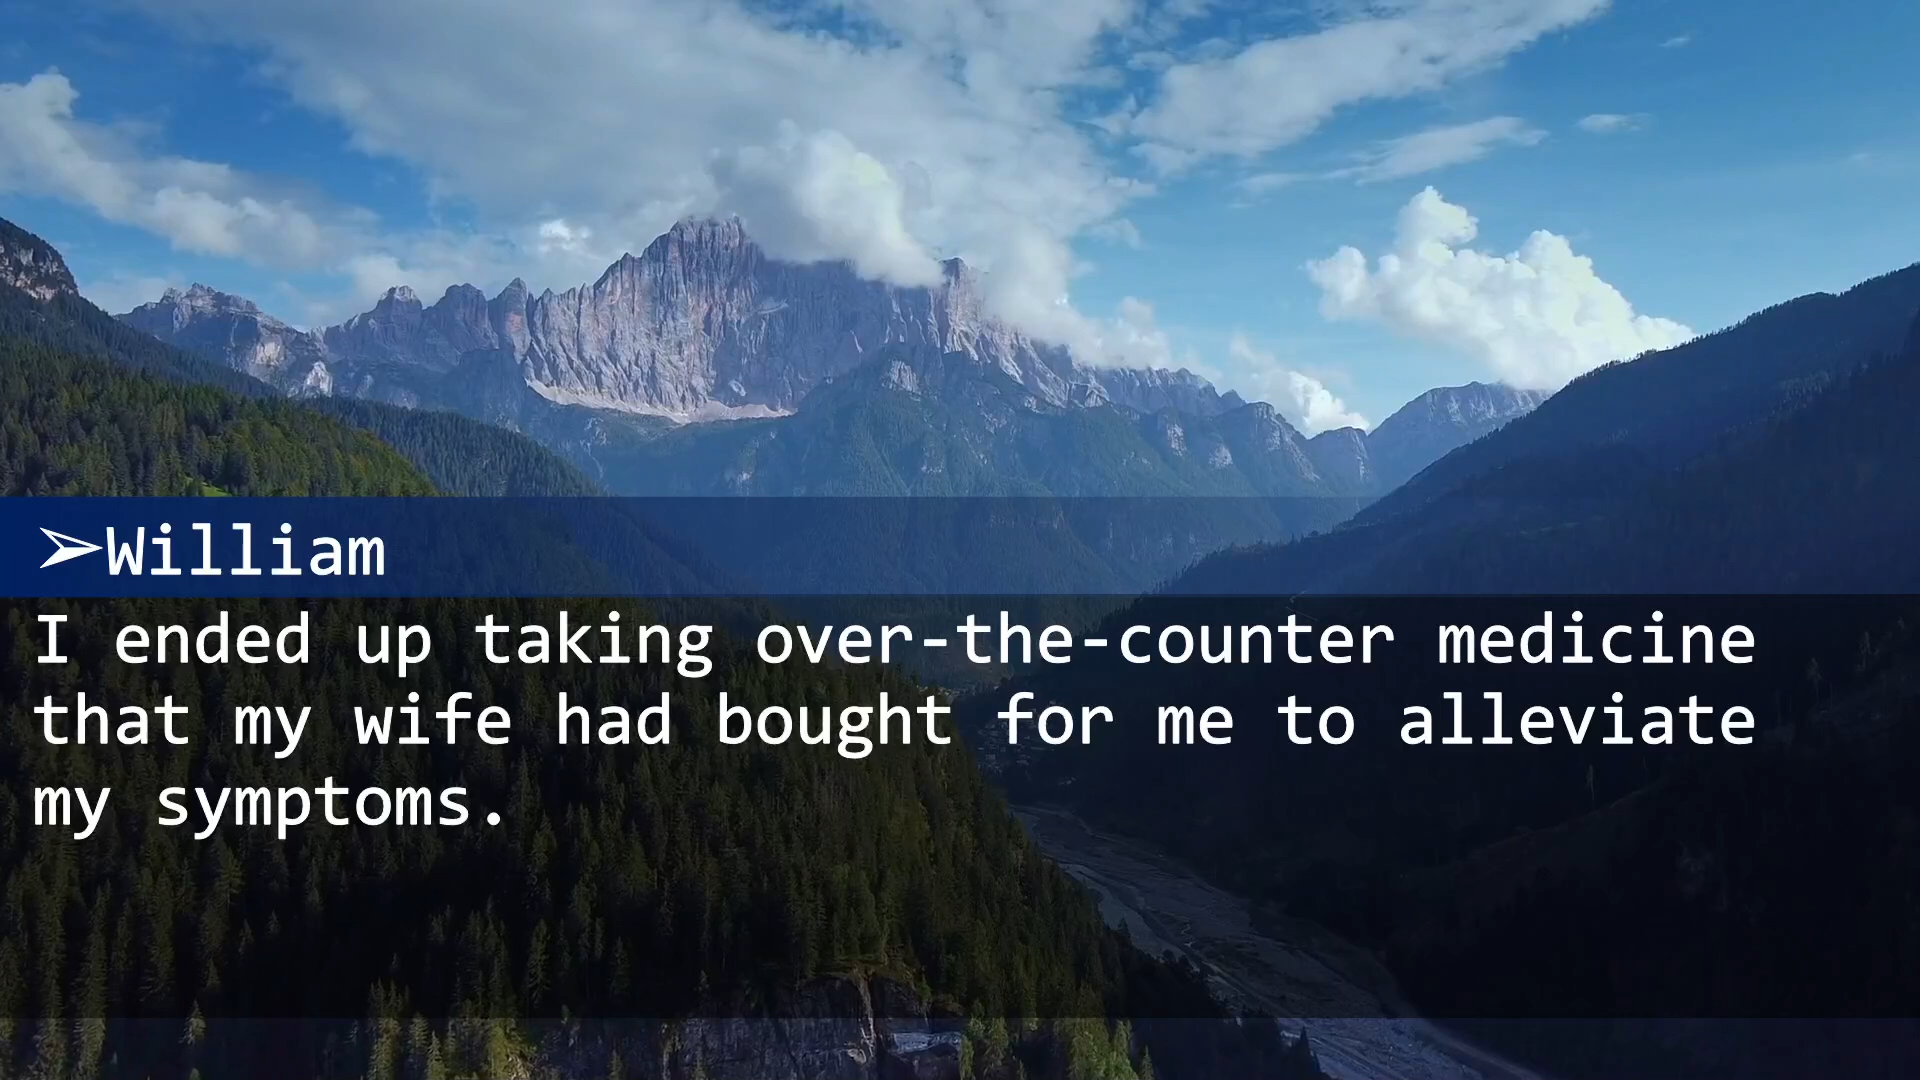 ➢William
I ended up taking over-the-counter medicine
that my wife had bought for me to alleviate
my symptoms.